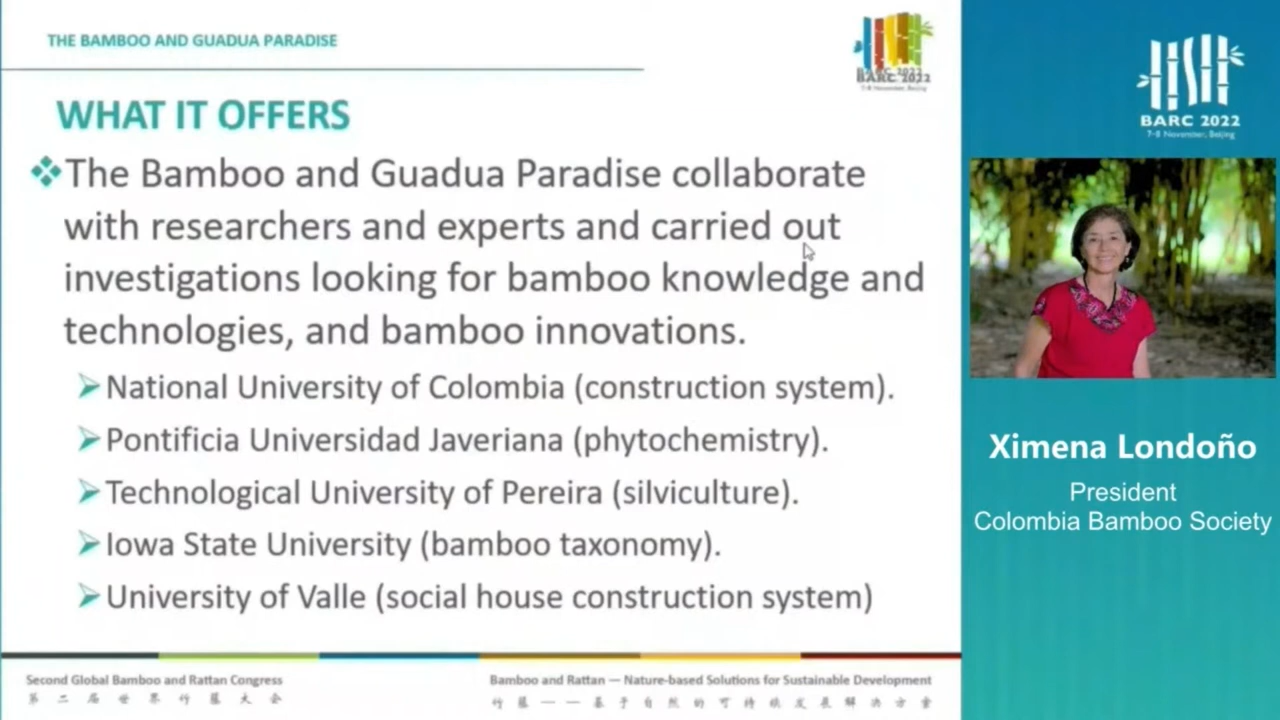 THE BAMBOO AND GUADUA PARADISE
BARC 2022
7-8 November, Beijing
WHAT IT OFFERS
The Bamboo and Guadua Paradise collaborate
with researchers and experts and carried out
investigations looking for bamboo knowledge and
technologies, and bamboo innovations.
National University of Colombia (construction system).
Pontificia Universidad Javeriana (phytochemistry).
Technological University of Pereira (silviculture).
Iowa State University (bamboo taxonomy).
University of Valle (social house construction system)
Second Global Bamboo and Rattan Congress
第二届世界竹藤大会
Bamboo and Rattan — Nature-based Solutions for Sustainable Development
竹藤——基于自然的可持续发展解决方案
BARC 2022
7-8 November, Beijing
Ximena Londoño
President
Colombia Bamboo Society